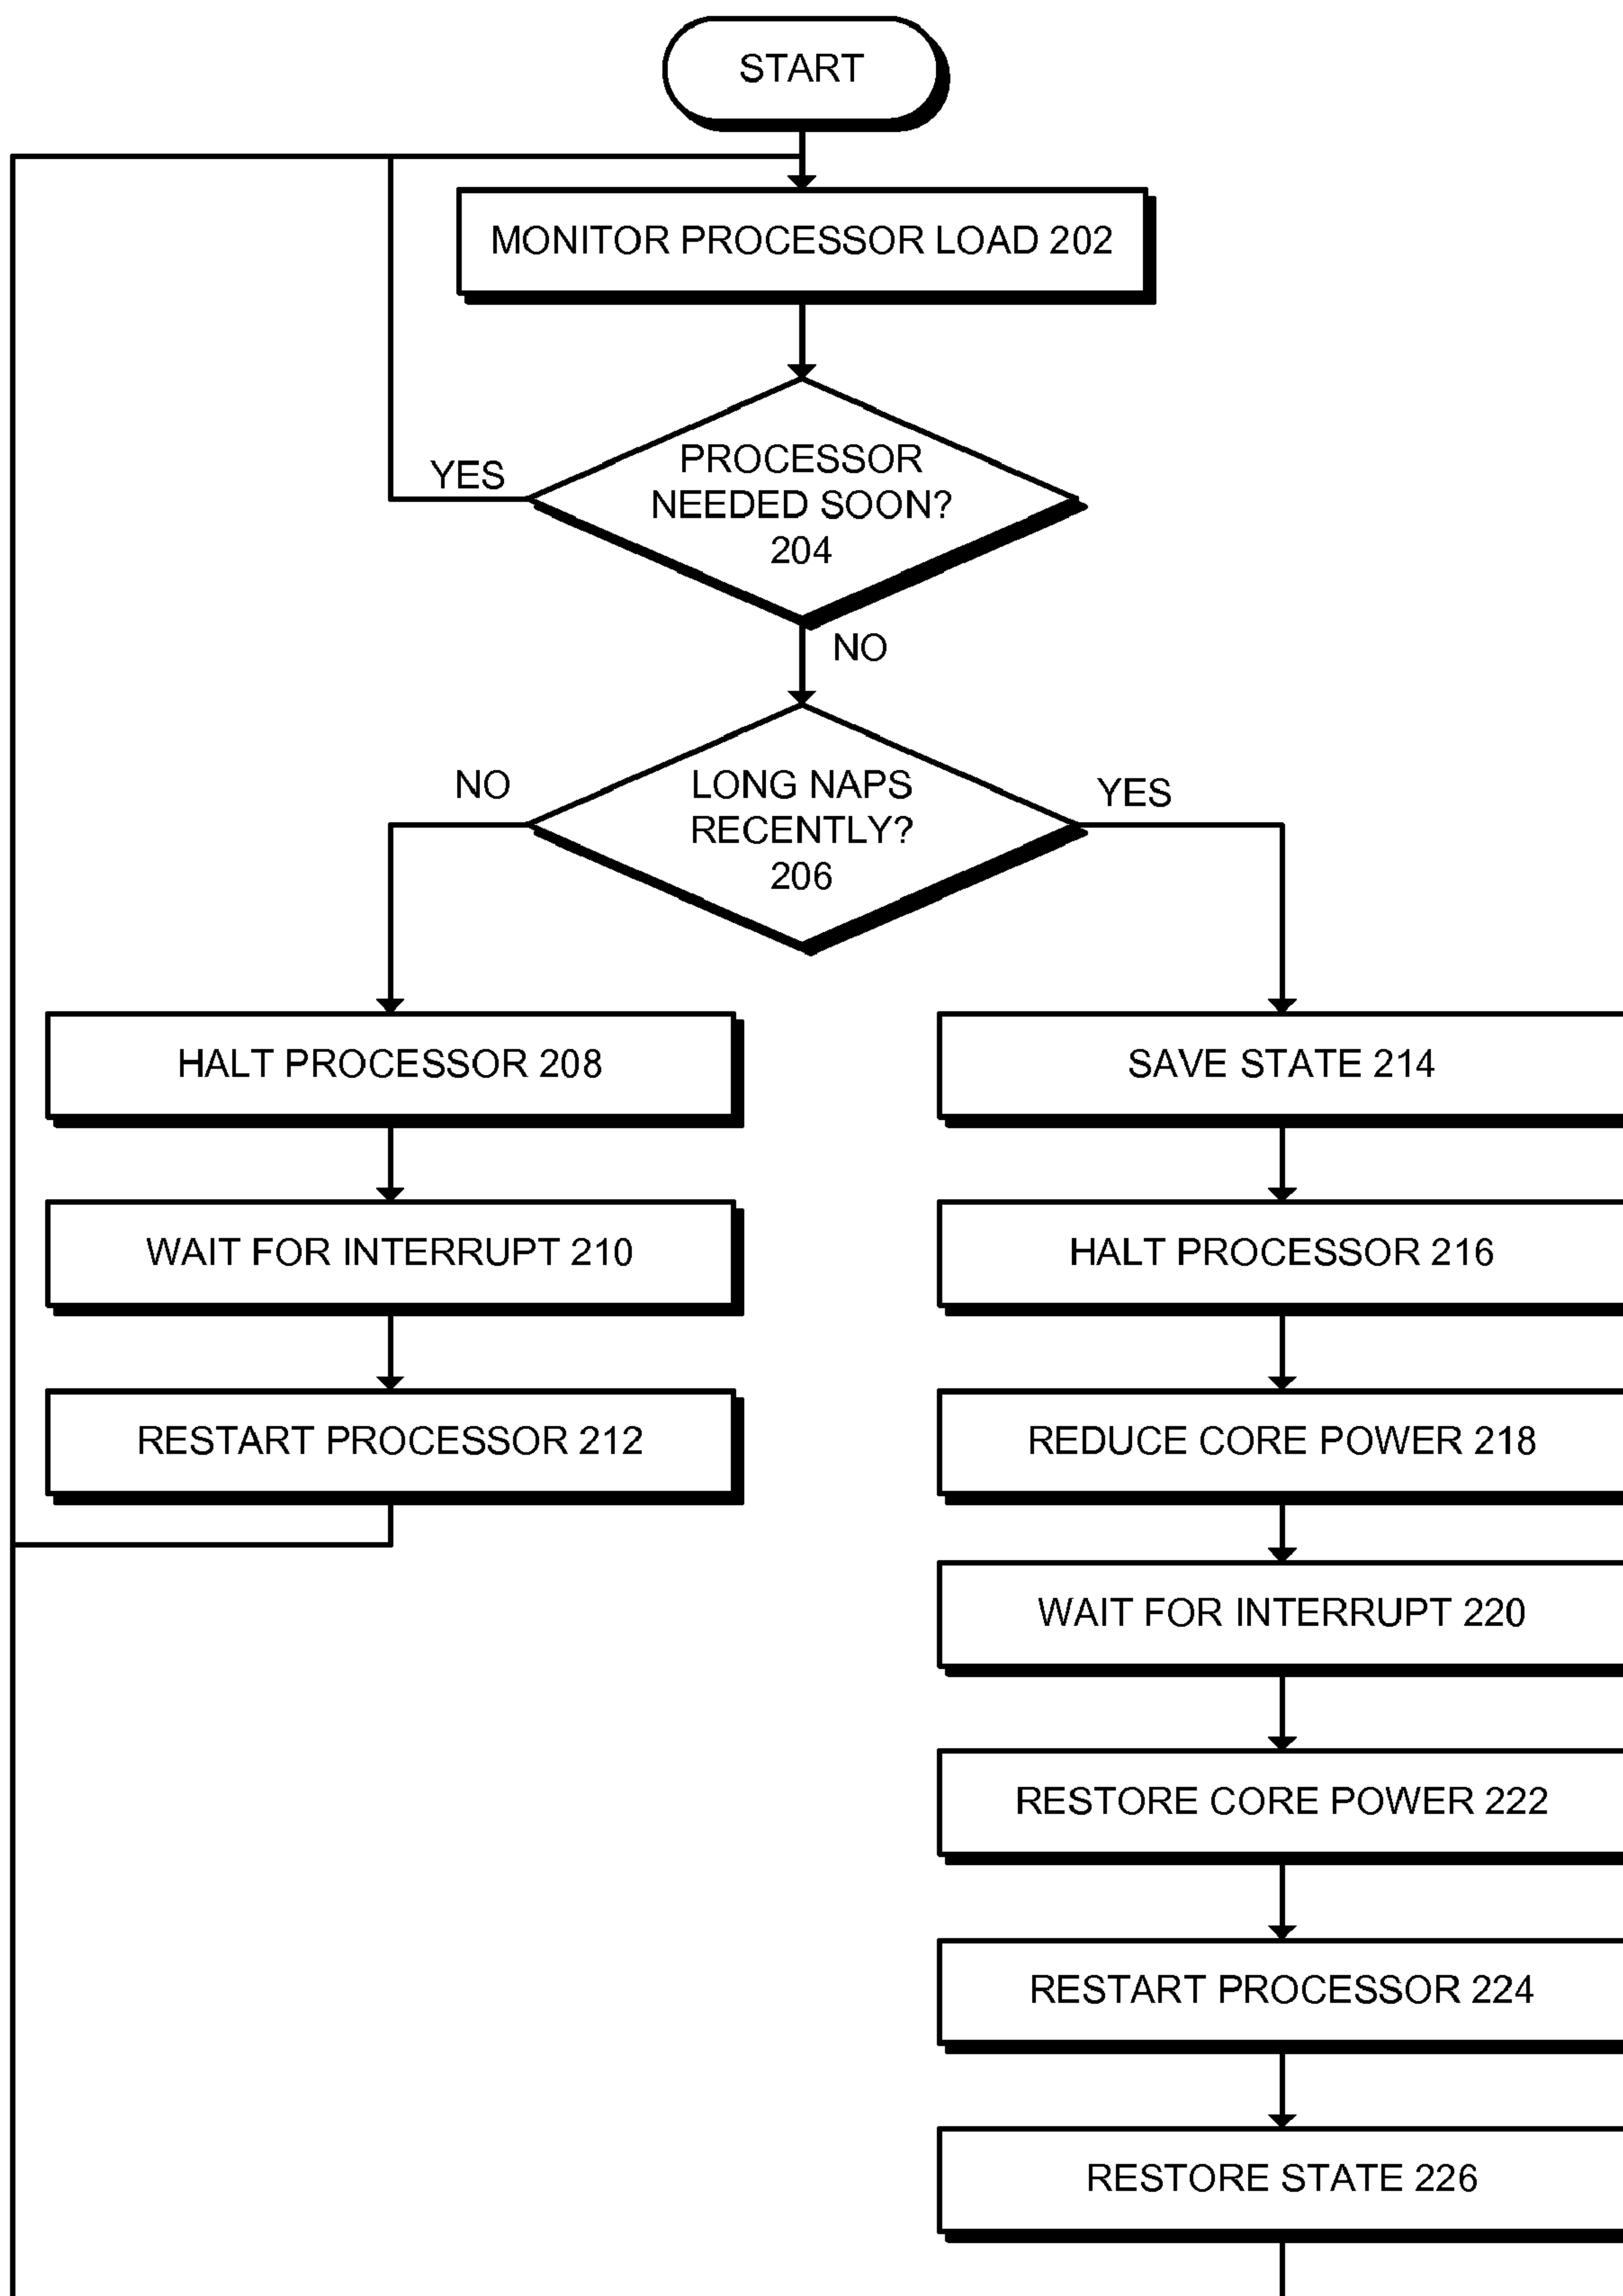 START
MONITOR PROCESSOR LOAD 202
PROCESSOR
NEEDED SOON?
204
YES
NO
LONG NAPS
RECENTLY?
206
NO
YES
HALT PROCESSOR 208
WAIT FOR INTERRUPT 210
RESTART PROCESSOR 212
SAVE STATE 214
HALT PROCESSOR 216
REDUCE CORE POWER 218
WAIT FOR INTERRUPT 220
RESTORE CORE POWER 222
RESTART PROCESSOR 224
RESTORE STATE 226